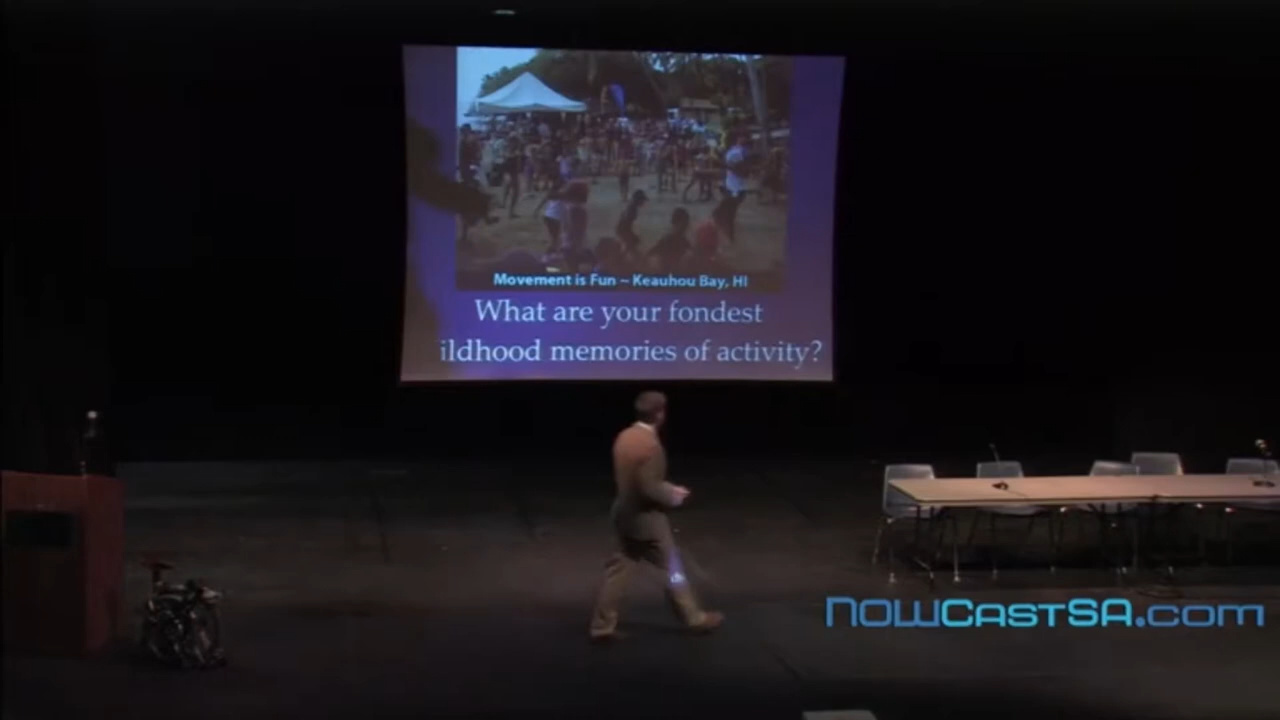 Movement is Fun ~ Keauhou Bay, HI
What are your fondest
ildhood memories of activity?
NOWCASTSA.COM